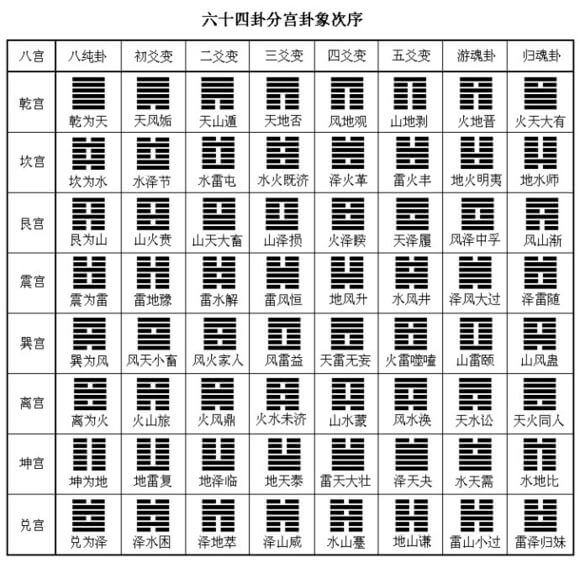 六十四卦分宫卦象次序
八宫 八纯卦 初爻变 二爻变 三爻变 四爻变 五爻变 游魂卦 归魂卦
乾宫 乾为天 天风姤 天山遁 天地否 风地观 山地剥 火地晋 火天大有
坎宫 坎为水 水泽节 水雷屯 水火既济 泽火革 雷火丰 地火明夷 地水师
艮宫 艮为山 山火贲 山天大畜 山泽损 火泽睽 天泽履 风泽中孚 风山渐
震宫 震为雷 雷地豫 雷水解 雷风恒 地风升 水风井 泽风大过 泽雷随
巽宫 巽为风 风天小畜 风火家人 风雷益 天雷无妄 火雷噬嗑 山雷颐 山风蛊
离宫 离为火 火山旅 火风鼎 火水未济 山水蒙 风水涣 天水讼 天火同人
坤宫 坤为地 地雷复 地泽临 地天泰 雷天大壮 泽天夬 水天需 水地比
兑宫 兑为泽 泽水困 泽地萃 泽山咸 水山蹇 地山谦 雷山小过 雷泽归妹